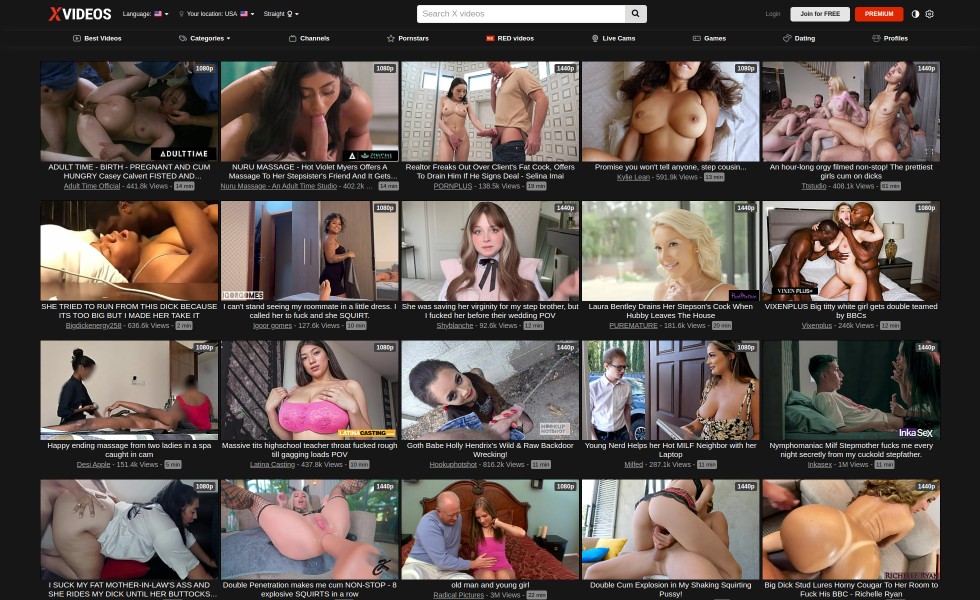 XVIDEOS
Language:
Your location: USA
Straight
Search X videos
Login
Join for FREE
PREMIUM
Best Videos
Categories
Channels
Pornstars
RED videos
Live Cams
Games
Dating
Profiles
1080p
1080p
1440p
1080p
1440p
ADULT TIME
ADULT TIME - BIRTH - PREGNANT AND CUM
HUNGRY Casey Calvert FISTED AND...
Adult Time Official - 441.8k Views - 14 min
NURU MASSAGE - Hot Violet Myers Offers A
Massage To Her Stepsister's Friend And It Gets...
Nuru Massage - An Adult Time Studio - 402.2k ... 14 min
Realtor Freaks Out Over Client's Fat Cock, Offers
To Drain Him If He Signs Deal - Selina Imai
PORNPLUS - 138.5k Views - 19 min
Promise you won't tell anyone, step cousin...
Kylie Lean - 591.9k Views - 13 min
An hour-long orgy filmed non-stop! The prettiest
girls cum on dicks
Ttstudio - 408.1k Views - 61 min
1080p
1440p
1440p
1080p
SHE TRIED TO RUN FROM THIS DICK BECAUSE
ITS TOO BIG BUT I MADE HER TAKE IT
Bigdickenergy258 - 636.6k Views - 2 min
IGOORGOMES
I can't stand seeing my roommate in a little dress. I
called her to fuck and she SQUIRT.
Igoor gomes - 127.6k Views - 10 min
She was saving her virginity for my step brother, but
I fucked her before their wedding POV
Shyblanche - 92.6k Views - 12 min
Laura Bentley Drains Her Stepson's Cock When
Hubby Leaves The House
PUREMATURE - 181.6k Views - 20 min
VIXEN PLUS+
VIXENPLUS Big titty white girl gets double teamed
by BBCs
Vixenplus - 246k Views - 12 min
1080p
1080p
1440p
1080p
1440p
Happy ending massage from two ladies in a spa
caught in cam
Desi Apple - 151.4k Views - 5 min
LATINA CASTING
Massive tits highschool teacher throat fucked rough
till gagging loads POV
Latina Casting - 437.8k Views - 10 min
HOOKUP
HOTSHOT
Goth Babe Holly Hendrix's Wild & Raw Backdoor
Wrecking!
Hookuphotshot - 816.2k Views - 11 min
Young Nerd Helps her Hot MILF Neighbor with her
Laptop
Milfed - 287.1k Views - 11 min
InkaSex
Nymphomaniac Milf Stepmother fucks me every
night secretly from my cuckold stepfather.
Inkasex - 1M Views - 11 min
1080p
1440p
1080p
1440p
1440p
I SUCK MY FAT MOTHER-IN-LAW'S ASS AND
SHE RIDES MY DICK UNTIL HER BUTTOCKS...
Double Penetration makes me cum NON-STOP - 8
explosive SQUIRTS in a row
old man and young girl
Radical Pictures - 3M Views - 22 min
Double Cum Explosion in My Shaking Squirting
Pussy!
RICHELLE RYAN
Big Dick Stud Lures Horny Cougar To Her Room to
Fuck His BBC - Richelle Ryan